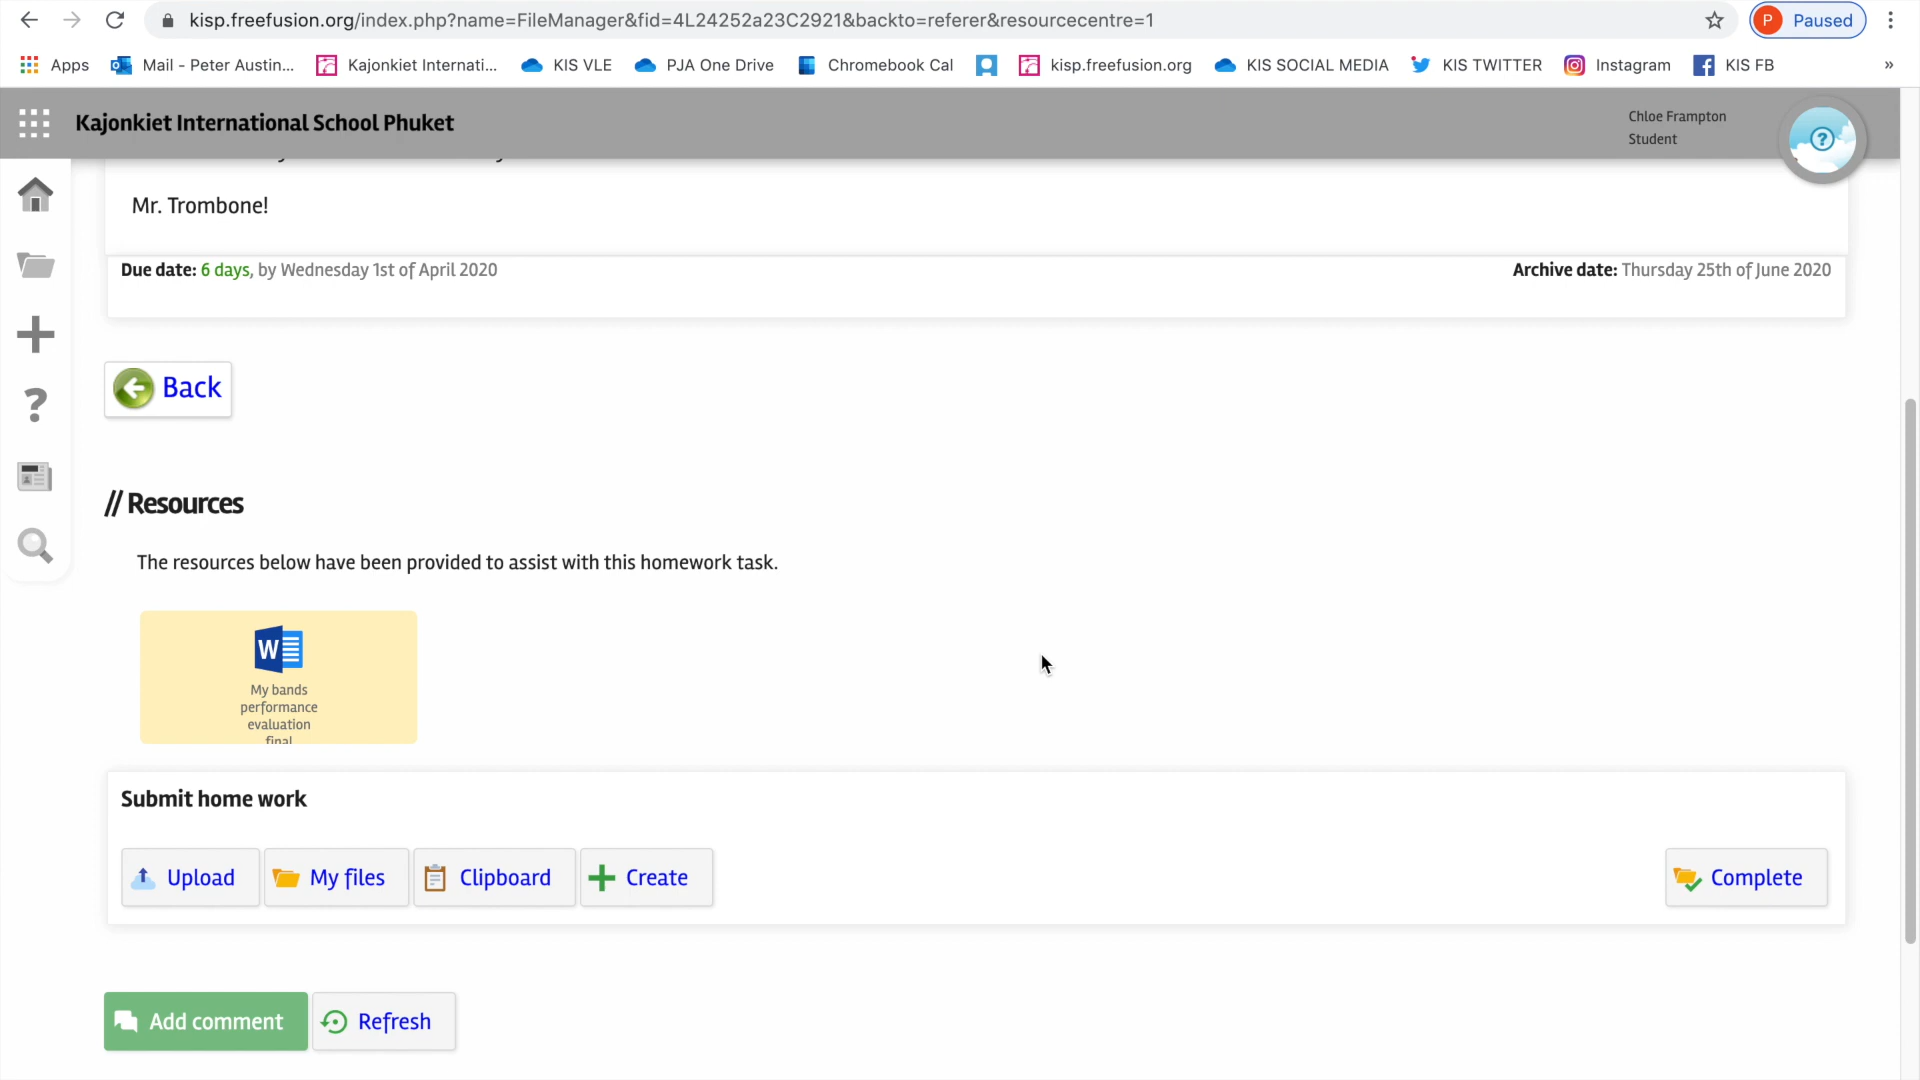 kisp.freefusion.org/index.php?name=FileManager&fid=4L24252a23C2921&backto=referer&resourcecentre=1
P Paused
Apps Mail - Peter Austin... Kajonkiet Internati... KIS VLE PJA One Drive Chromebook Cal kisp.freefusion.org KIS SOCIAL MEDIA KIS TWITTER Instagram KIS FB »
Kajonkiet International School Phuket
Chloe Frampton
Student
Mr. Trombone!
Due date: 6 days, by Wednesday 1st of April 2020
Archive date: Thursday 25th of June 2020
Back
// Resources
The resources below have been provided to assist with this homework task.
W
My bands
performance
evaluation
final
Submit home work
Upload My files Clipboard Create Complete
Add comment Refresh